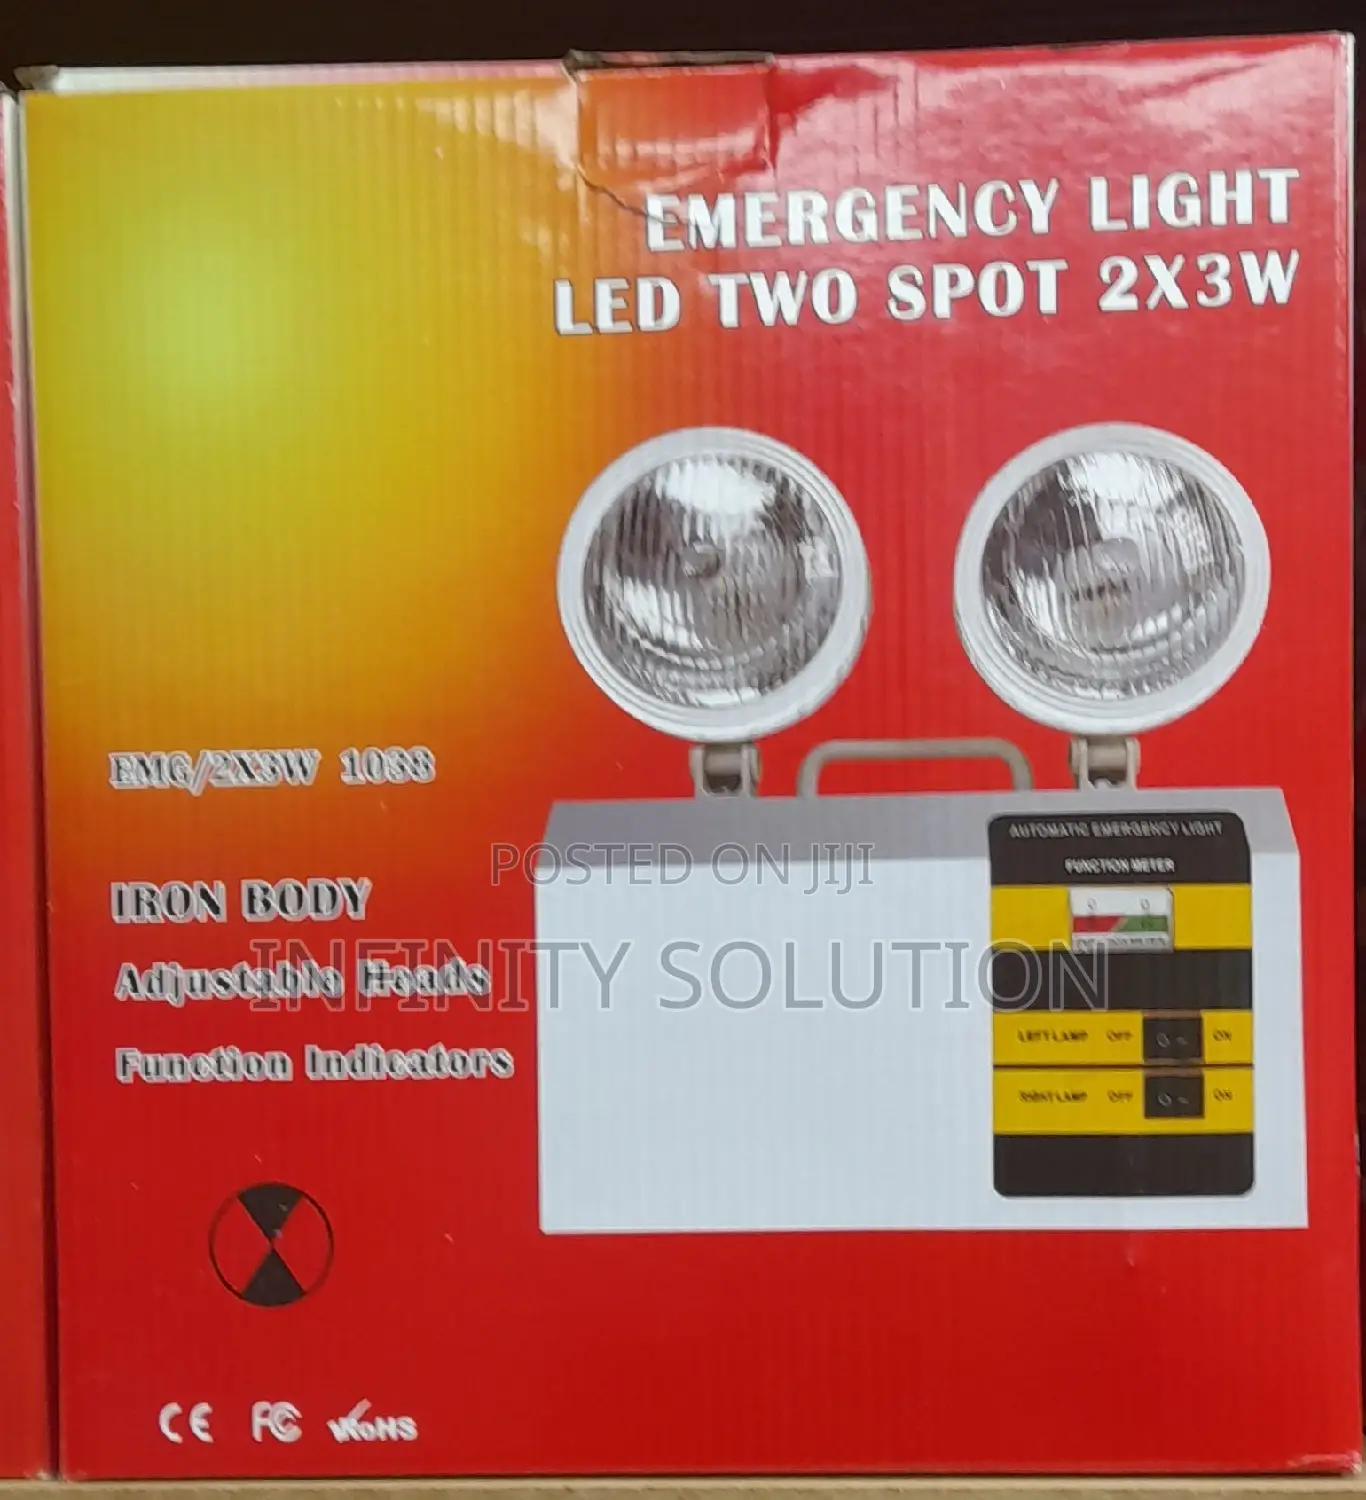 EMERGENCY LIGHT
LED TWO SPOT 2X3W
EMG/2X3W 1038
AUTOMATIC EMERGENCY LIGHT
FUNCTION METER
POSTED ON JIJI
IRON BODY
INFINITY SOLUTION
Adjustable Heads
LEFT LAMP OFF ON
Function Indicators
RIGHT LAMP OFF ON
CE FC RoHS